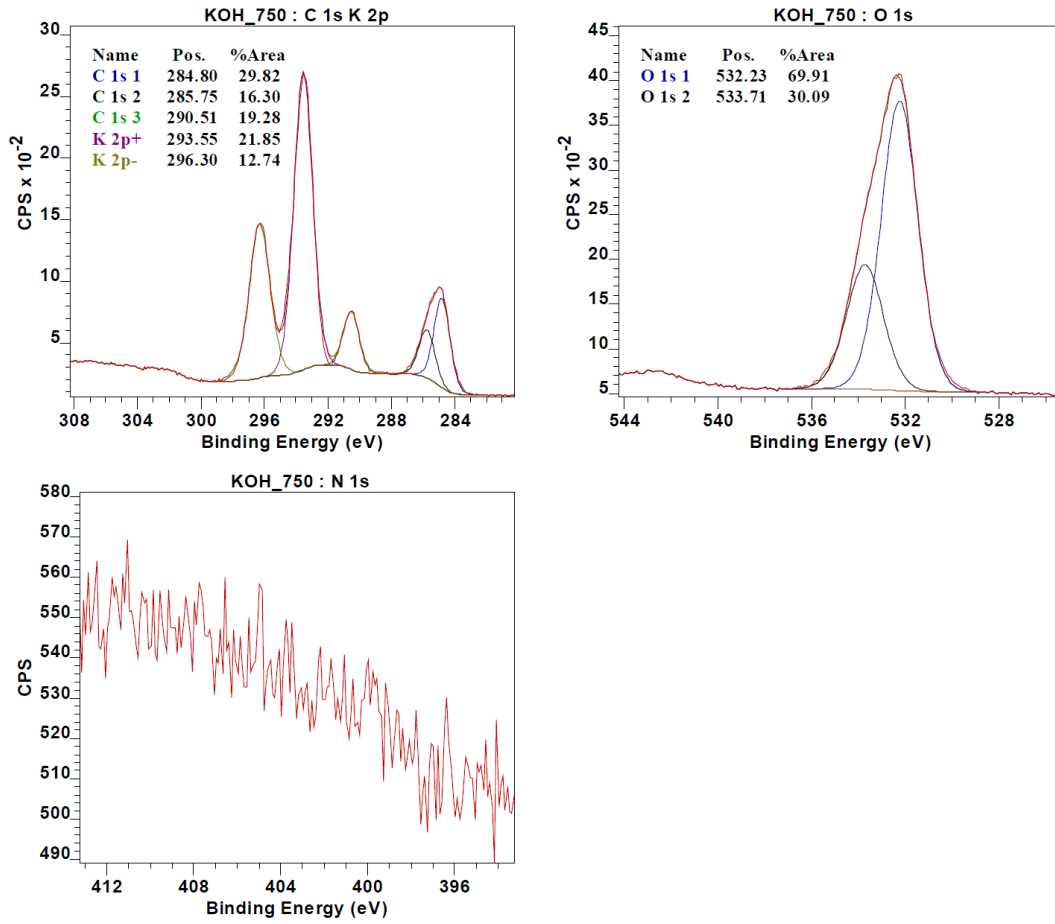 KOH_750 : C 1s K 2p
Name Pos. %Area
C 1s 1 284.80 29.82
C 1s 2 285.75 16.30
C 1s 3 290.51 19.28
K 2p+ 293.55 21.85
K 2p- 296.30 12.74
30
25
20
15
10
5
CPS x 10-2
308 304 300 296 292 288 284
Binding Energy (eV)
KOH_750 : O 1s
Name Pos. %Area
O 1s 1 532.23 69.91
O 1s 2 533.71 30.09
45
40
35
30
25
20
15
10
5
CPS x 10-2
544 540 536 532 528
Binding Energy (eV)
KOH_750 : N 1s
580
570
560
550
540
530
520
510
500
490
CPS
412 408 404 400 396
Binding Energy (eV)